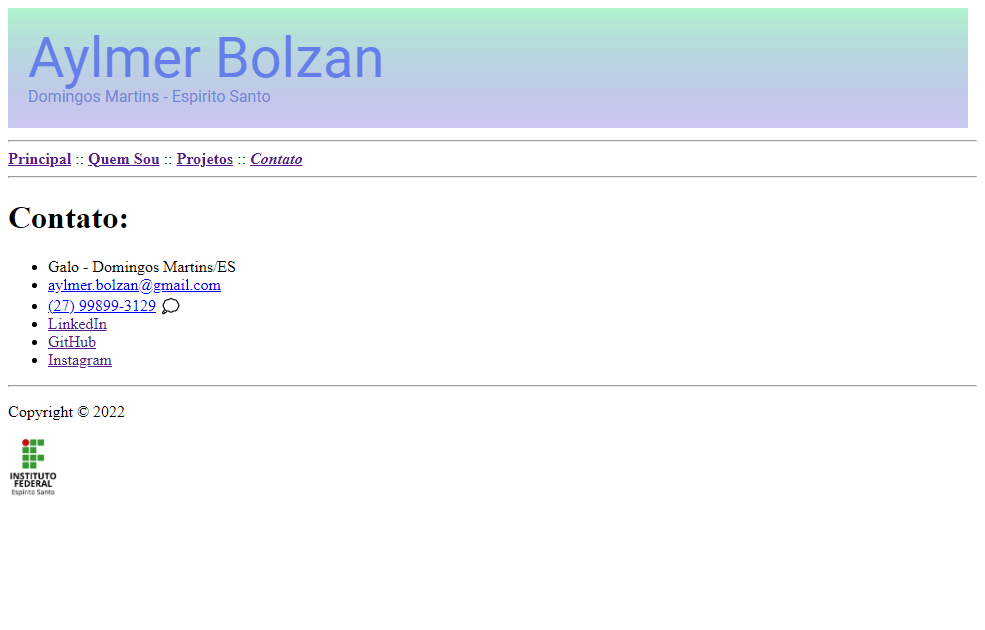 Aylmer Bolzan
Domingos Martins - Espirito Santo
Principal :: Quem Sou :: Projetos :: Contato
Contato:
Galo - Domingos Martins/ES
aylmer.bolzan@gmail.com
(27) 99899-3129
LinkedIn
GitHub
Instagram
Copyright © 2022
INSTITUTO
FEDERAL
Espírito Santo